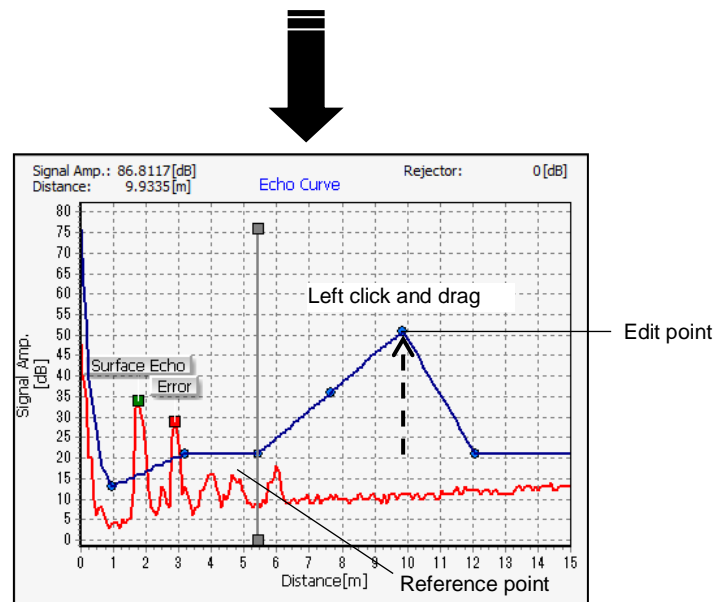 Signal Amp.: 86.8117[dB]
Distance: 9.9335[m]
Echo Curve
Rejector: 0[dB]
80
75
70
65
60
55
50
45
40
35
30
25
20
15
10
5
0
Signal Amp.
[dB]
Left click and drag
Edit point
Surface Echo
Error
0 1 2 3 4 5 6 7 8 9 10 11 12 13 14 15
Distance[m]
Reference point